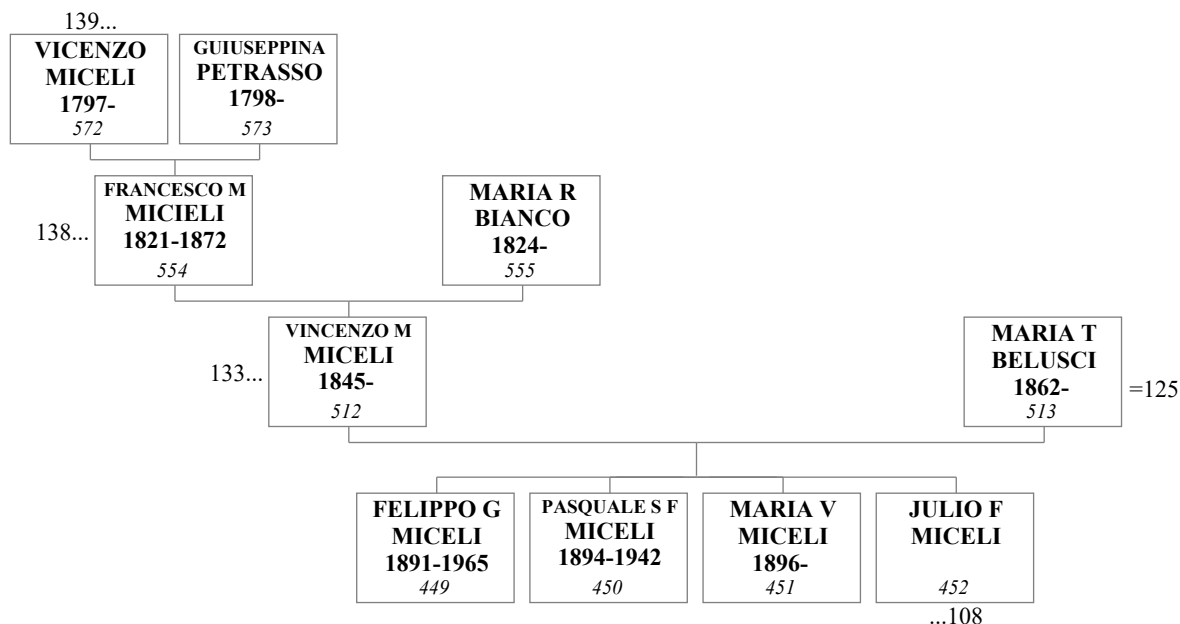 139...
VICENZO
MICELI
1797-
572
GUIUSEPPINA
PETRASSO
1798-
573
138...
FRANCESCO M
MICIELI
1821-1872
554
MARIA R
BIANCO
1824-
555
133...
VINCENZO M
MICELI
1845-
512
MARIA T
BELUSCI
1862-
513
=125
FELIPPO G
MICELI
1891-1965
449
PASQUALE S F
MICELI
1894-1942
450
MARIA V
MICELI
1896-
451
JULIO F
MICELI
452
...108